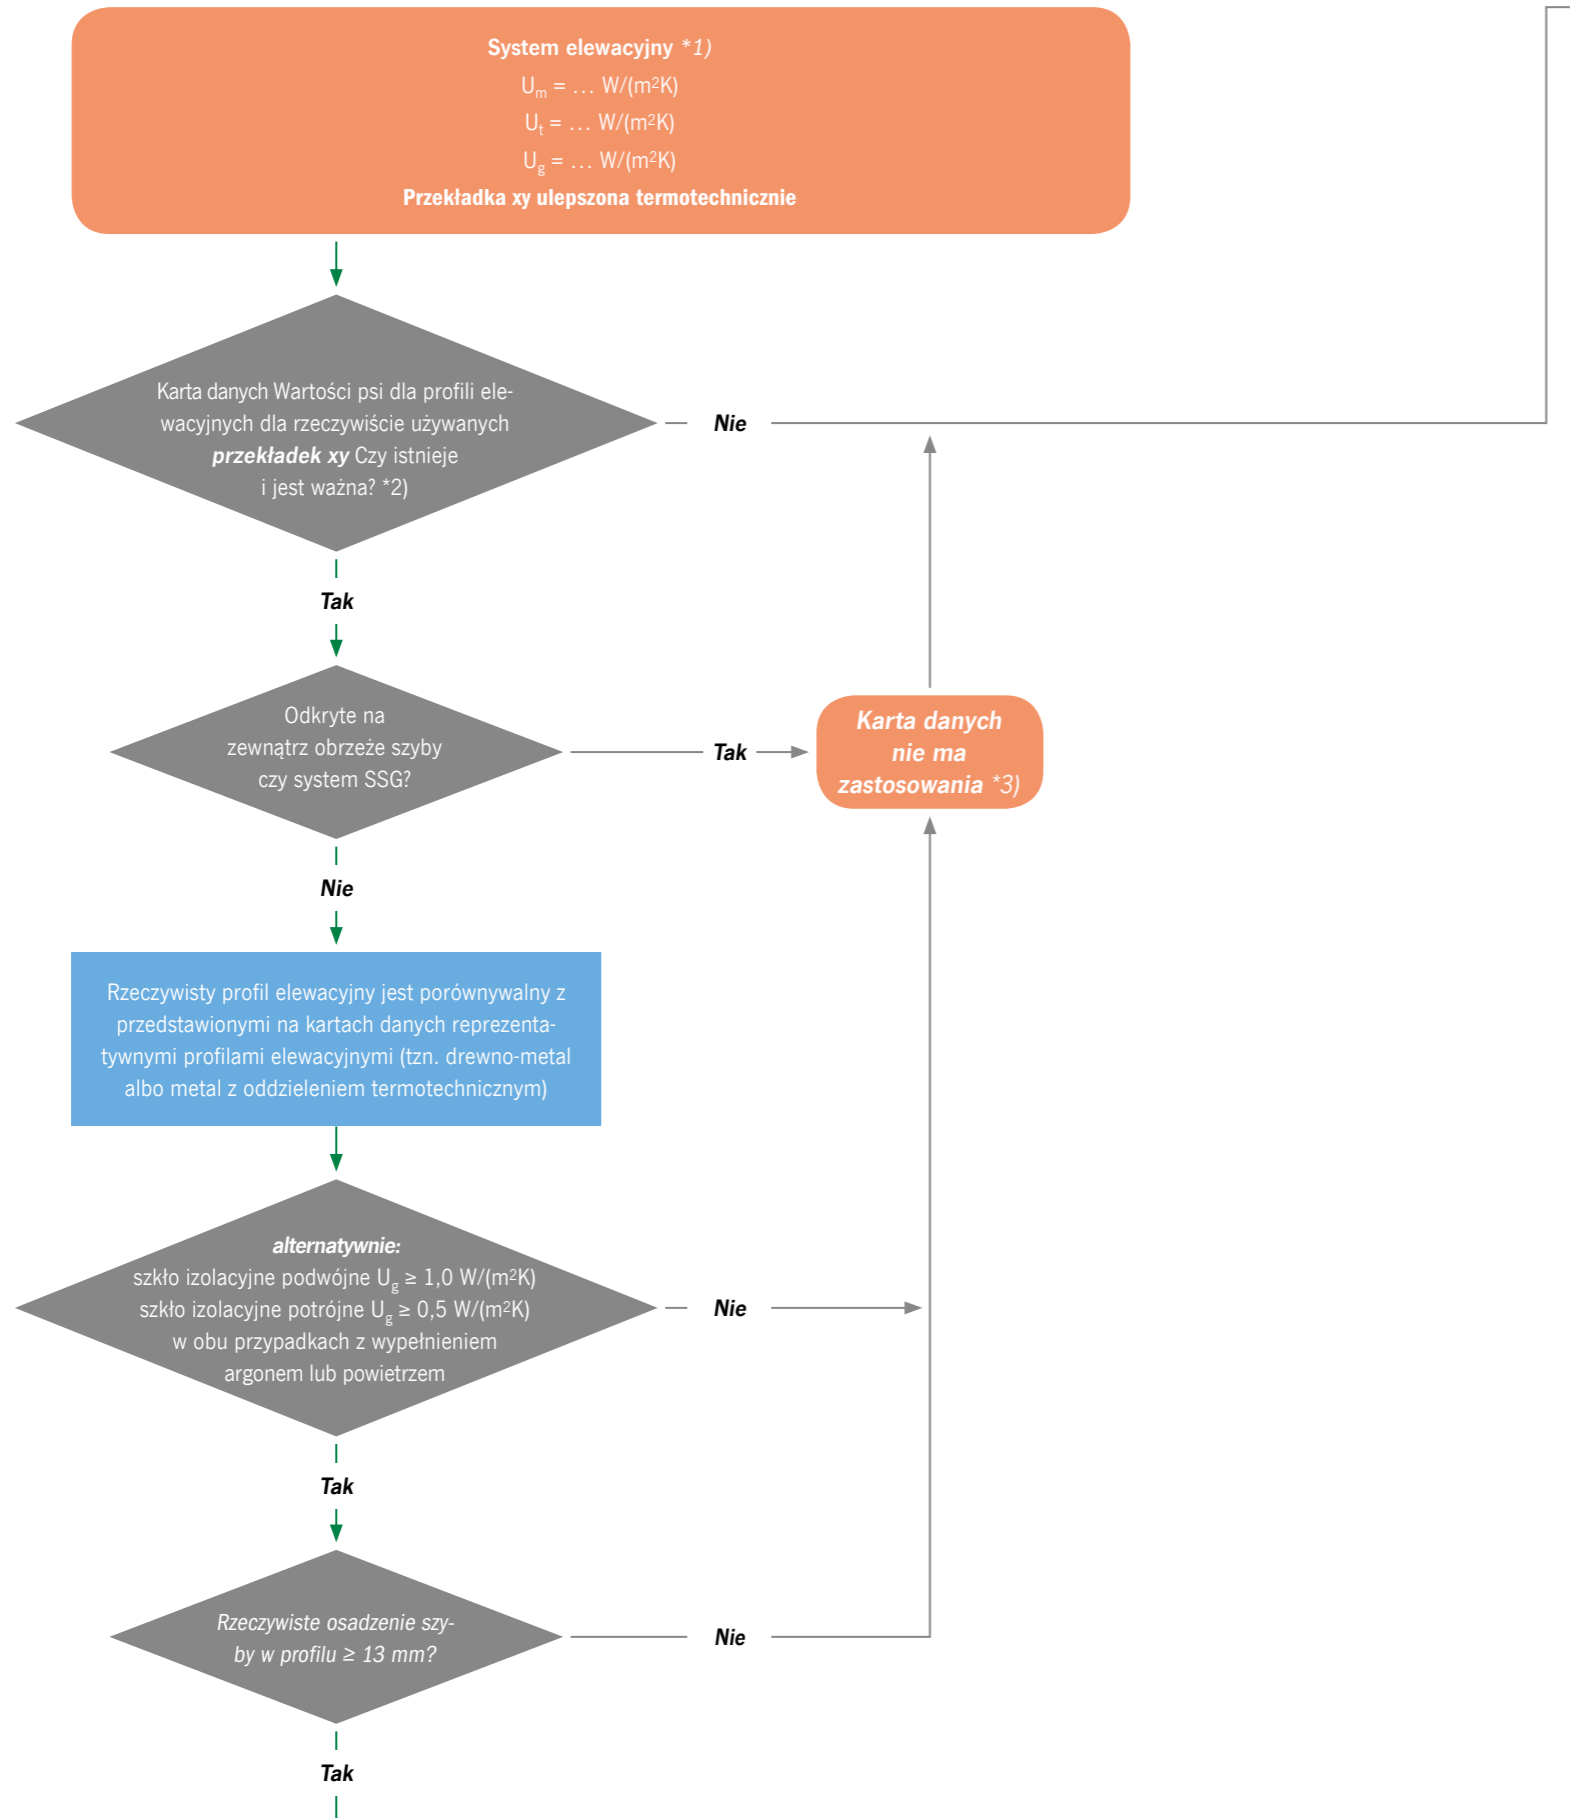 System elewacyjny *1)
Um = … W/(m²K)
Ut = … W/(m²K)
Ug = … W/(m²K)
Przekładka xy ulepszona termotechnicznie
Karta danych Wartości psi dla profili ele-
wacyjnych dla rzeczywiście używanych
przekładek xy Czy istnieje
i jest ważna? *2)
Nie
Tak
Odkryte na
zewnątrz obrzeże szyby
czy system SSG?
Tak
Karta danych
nie ma
zastosowania *3)
Nie
Rzeczywisty profil elewacyjny jest porównywalny z
przedstawionymi na kartach danych reprezenta-
tywnymi profilami elewacyjnymi (tzn. drewno-metal
albo metal z oddzieleniem termotechnicznym)
alternatywnie:
szkło izolacyjne podwójne Ug ≥ 1,0 W/(m²K)
szkło izolacyjne potrójne Ug ≥ 0,5 W/(m²K)
w obu przypadkach z wypełnieniem
argonem lub powietrzem
Nie
Tak
Rzeczywiste osadzenie szy-
by w profilu ≥ 13 mm?
Nie
Tak